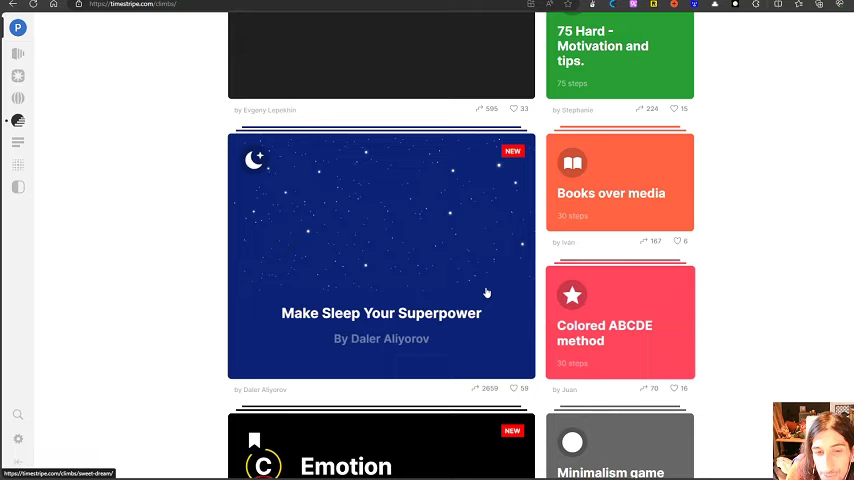 https://timestripe.com/climbs/
P
75 Hard -
Motivation and
tips.
75 steps
by Evgeny Lepekhin
595
33
by Stephanie
224
15
NEW
Make Sleep Your Superpower
By Daler Aliyorov
by Daler Aliyorov
2659
59
Books over media
30 steps
by Iván
167
6
Colored ABCDE
method
30 steps
by Juan
70
16
NEW
C
Emotion
Minimalism game
https://timestripe.com/climbs/sweet-dream/